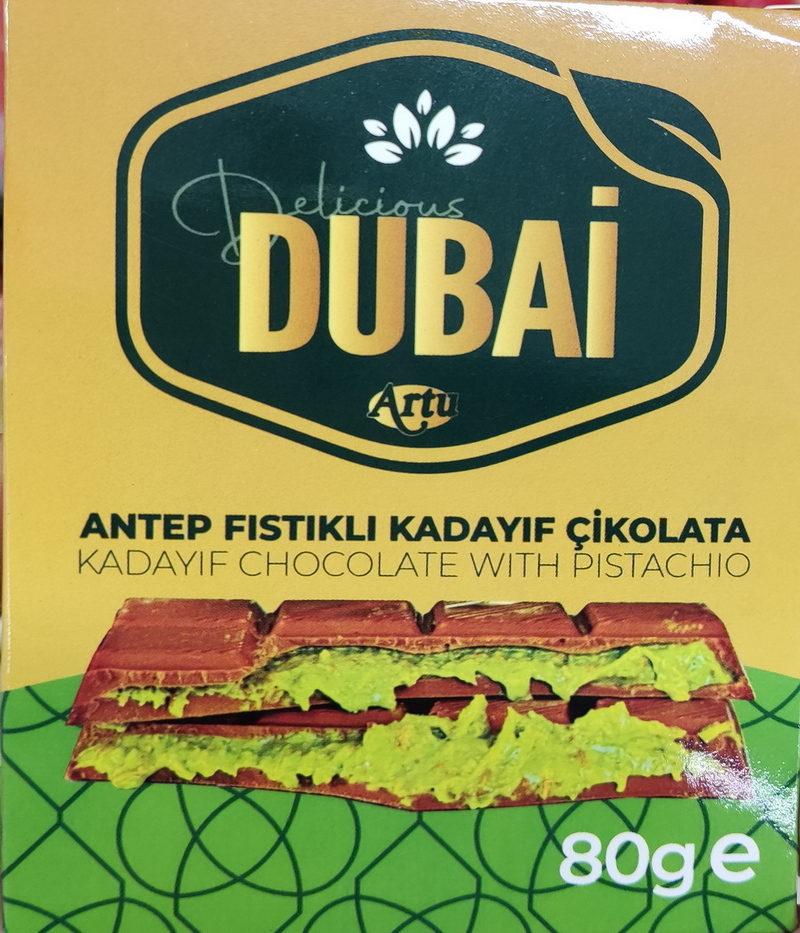 Delicious
DUBAİ
Artu
ANTEP FISTIKLI KADAYIF ÇİKOLATA
KADAYIF CHOCOLATE WITH PISTACHIO
80g e